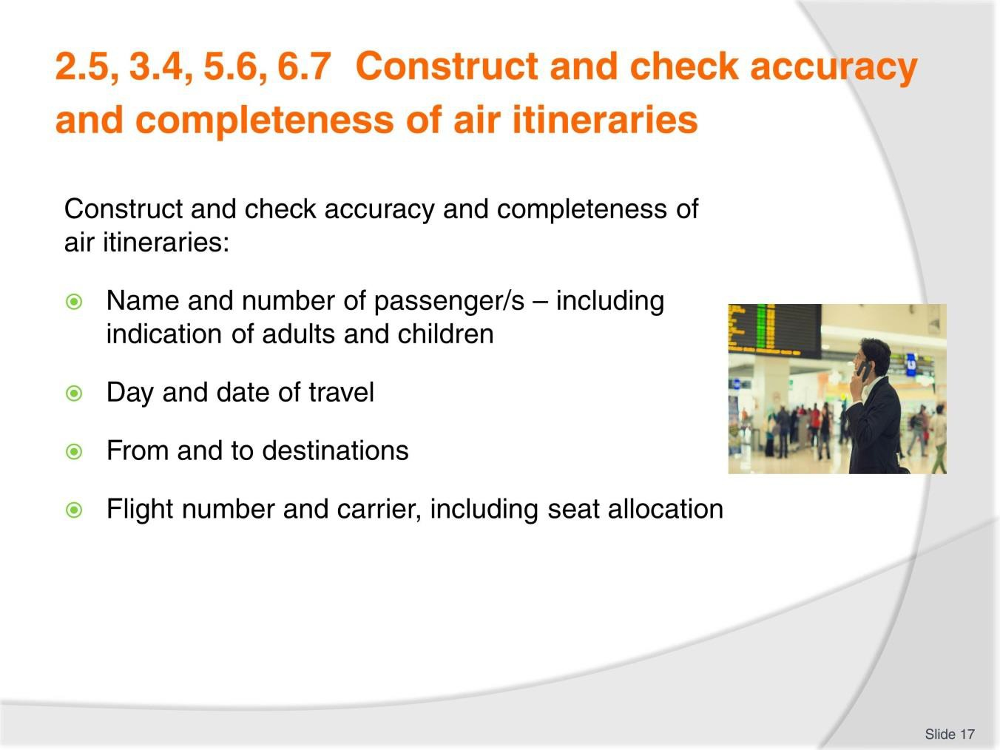 2.5, 3.4, 5.6, 6.7 Construct and check accuracy
and completeness of air itineraries
Construct and check accuracy and completeness of
air itineraries:
Name and number of passenger/s – including
indication of adults and children
Day and date of travel
From and to destinations
Flight number and carrier, including seat allocation
Slide 17